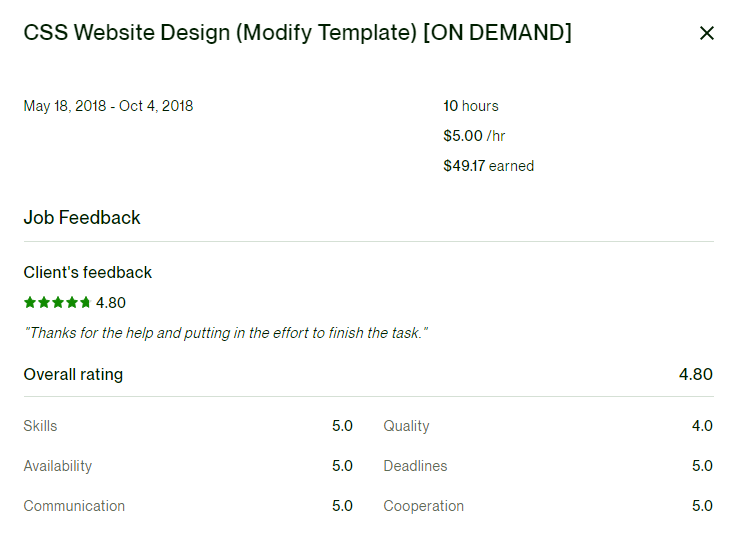 CSS Website Design (Modify Template) [ON DEMAND]
May 18, 2018 - Oct 4, 2018
10 hours
$5.00 /hr
$49.17 earned
Job Feedback
Client's feedback
4.80
"Thanks for the help and putting in the effort to finish the task."
Overall rating 4.80
Skills 5.0 Quality 4.0
Availability 5.0 Deadlines 5.0
Communication 5.0 Cooperation 5.0